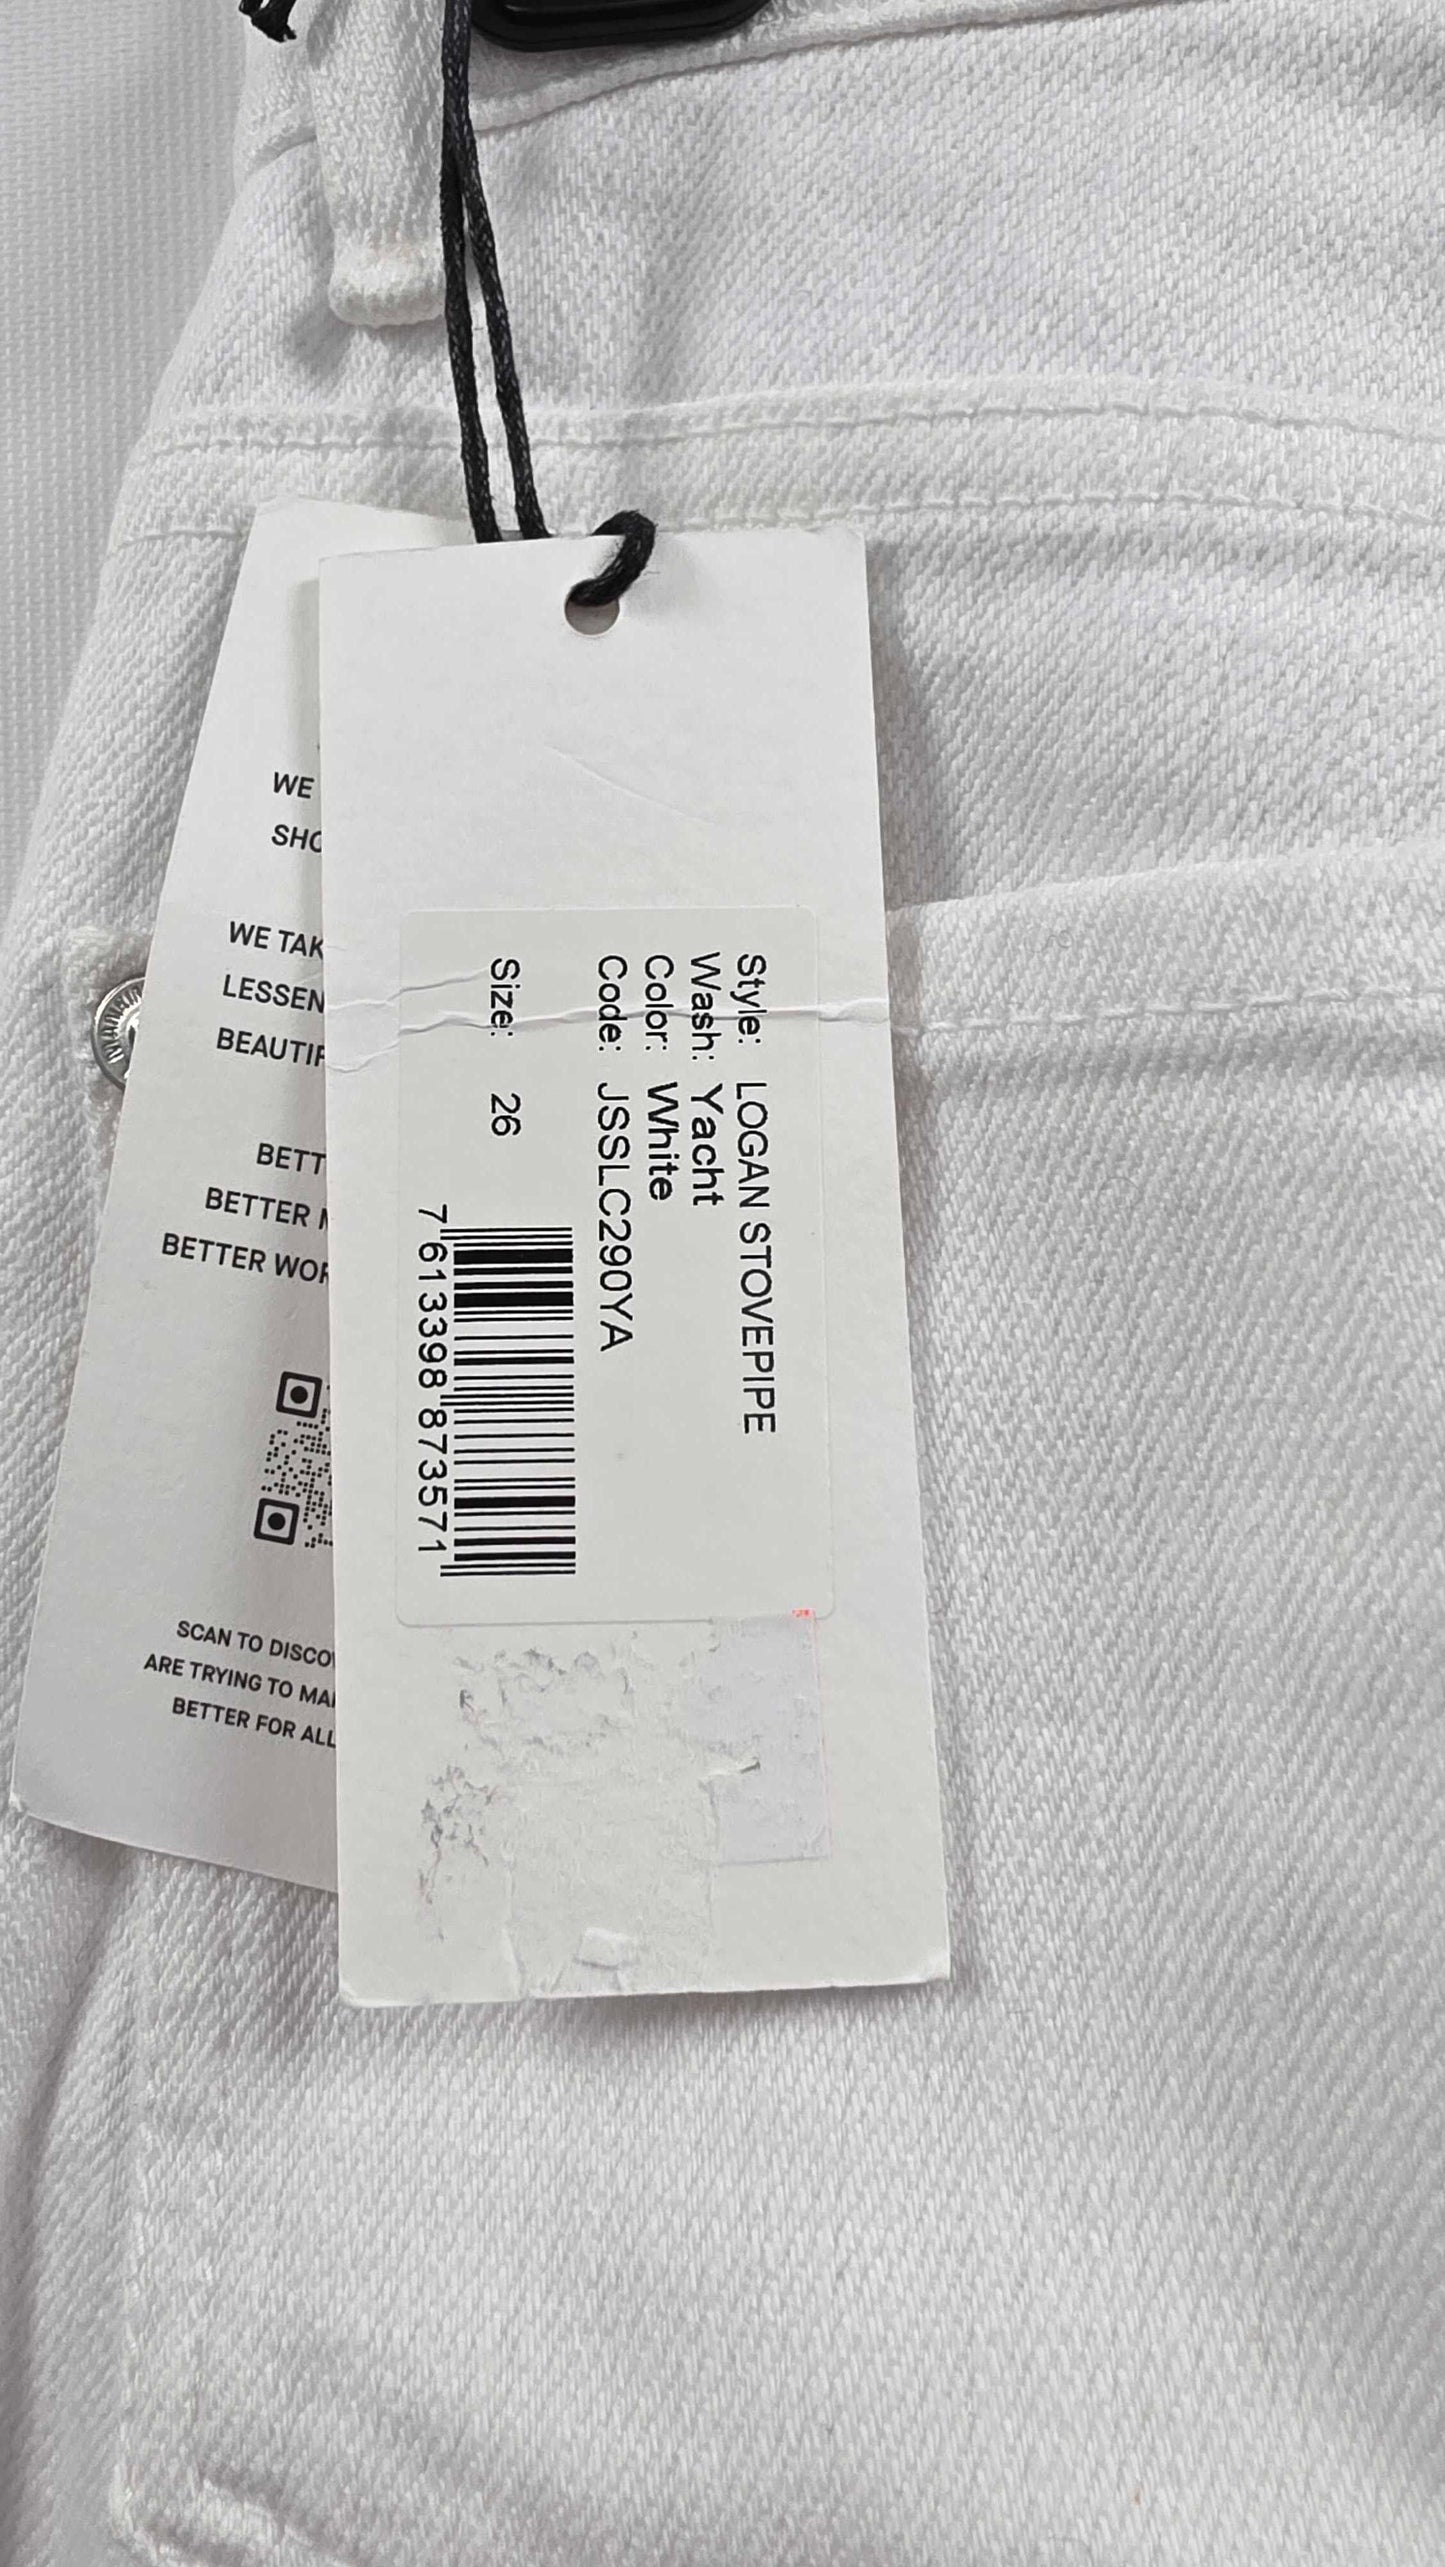 WE
SHO
WE TAK
LESSEN
BEAUTIF
BETT
BETTER
BETTER WOR
SCAN TO DISCOV
ARE TRYING TO MA
BETTER FOR ALL
Style: LOGAN STOVEPIPE
Wash: Yacht
Color: White
Code: JSSLC290YA
Size: 26
7 613398 873571